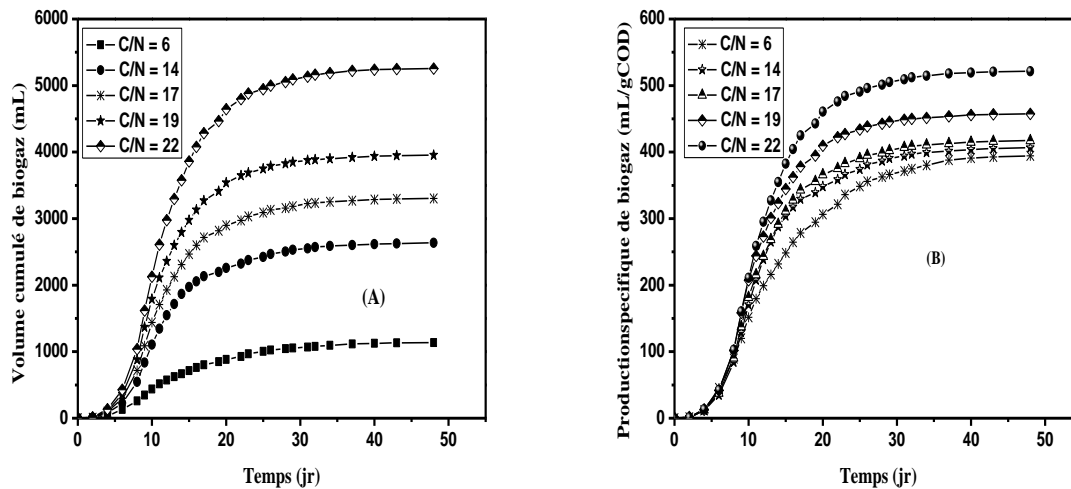 6000
5000
4000
3000
2000
1000
0
Volume cumulé de biogaz (mL)
C/N = 6
C/N = 14
C/N = 17
C/N = 19
C/N = 22
(A)
0 10 20 30 40 50
Temps (jr)
600
500
400
300
200
100
0
Productionspecifique de biogaz (mL/gCOD)
C/N = 6
C/N = 14
C/N = 17
C/N = 19
C/N = 22
(B)
0 10 20 30 40 50
Temps (jr)